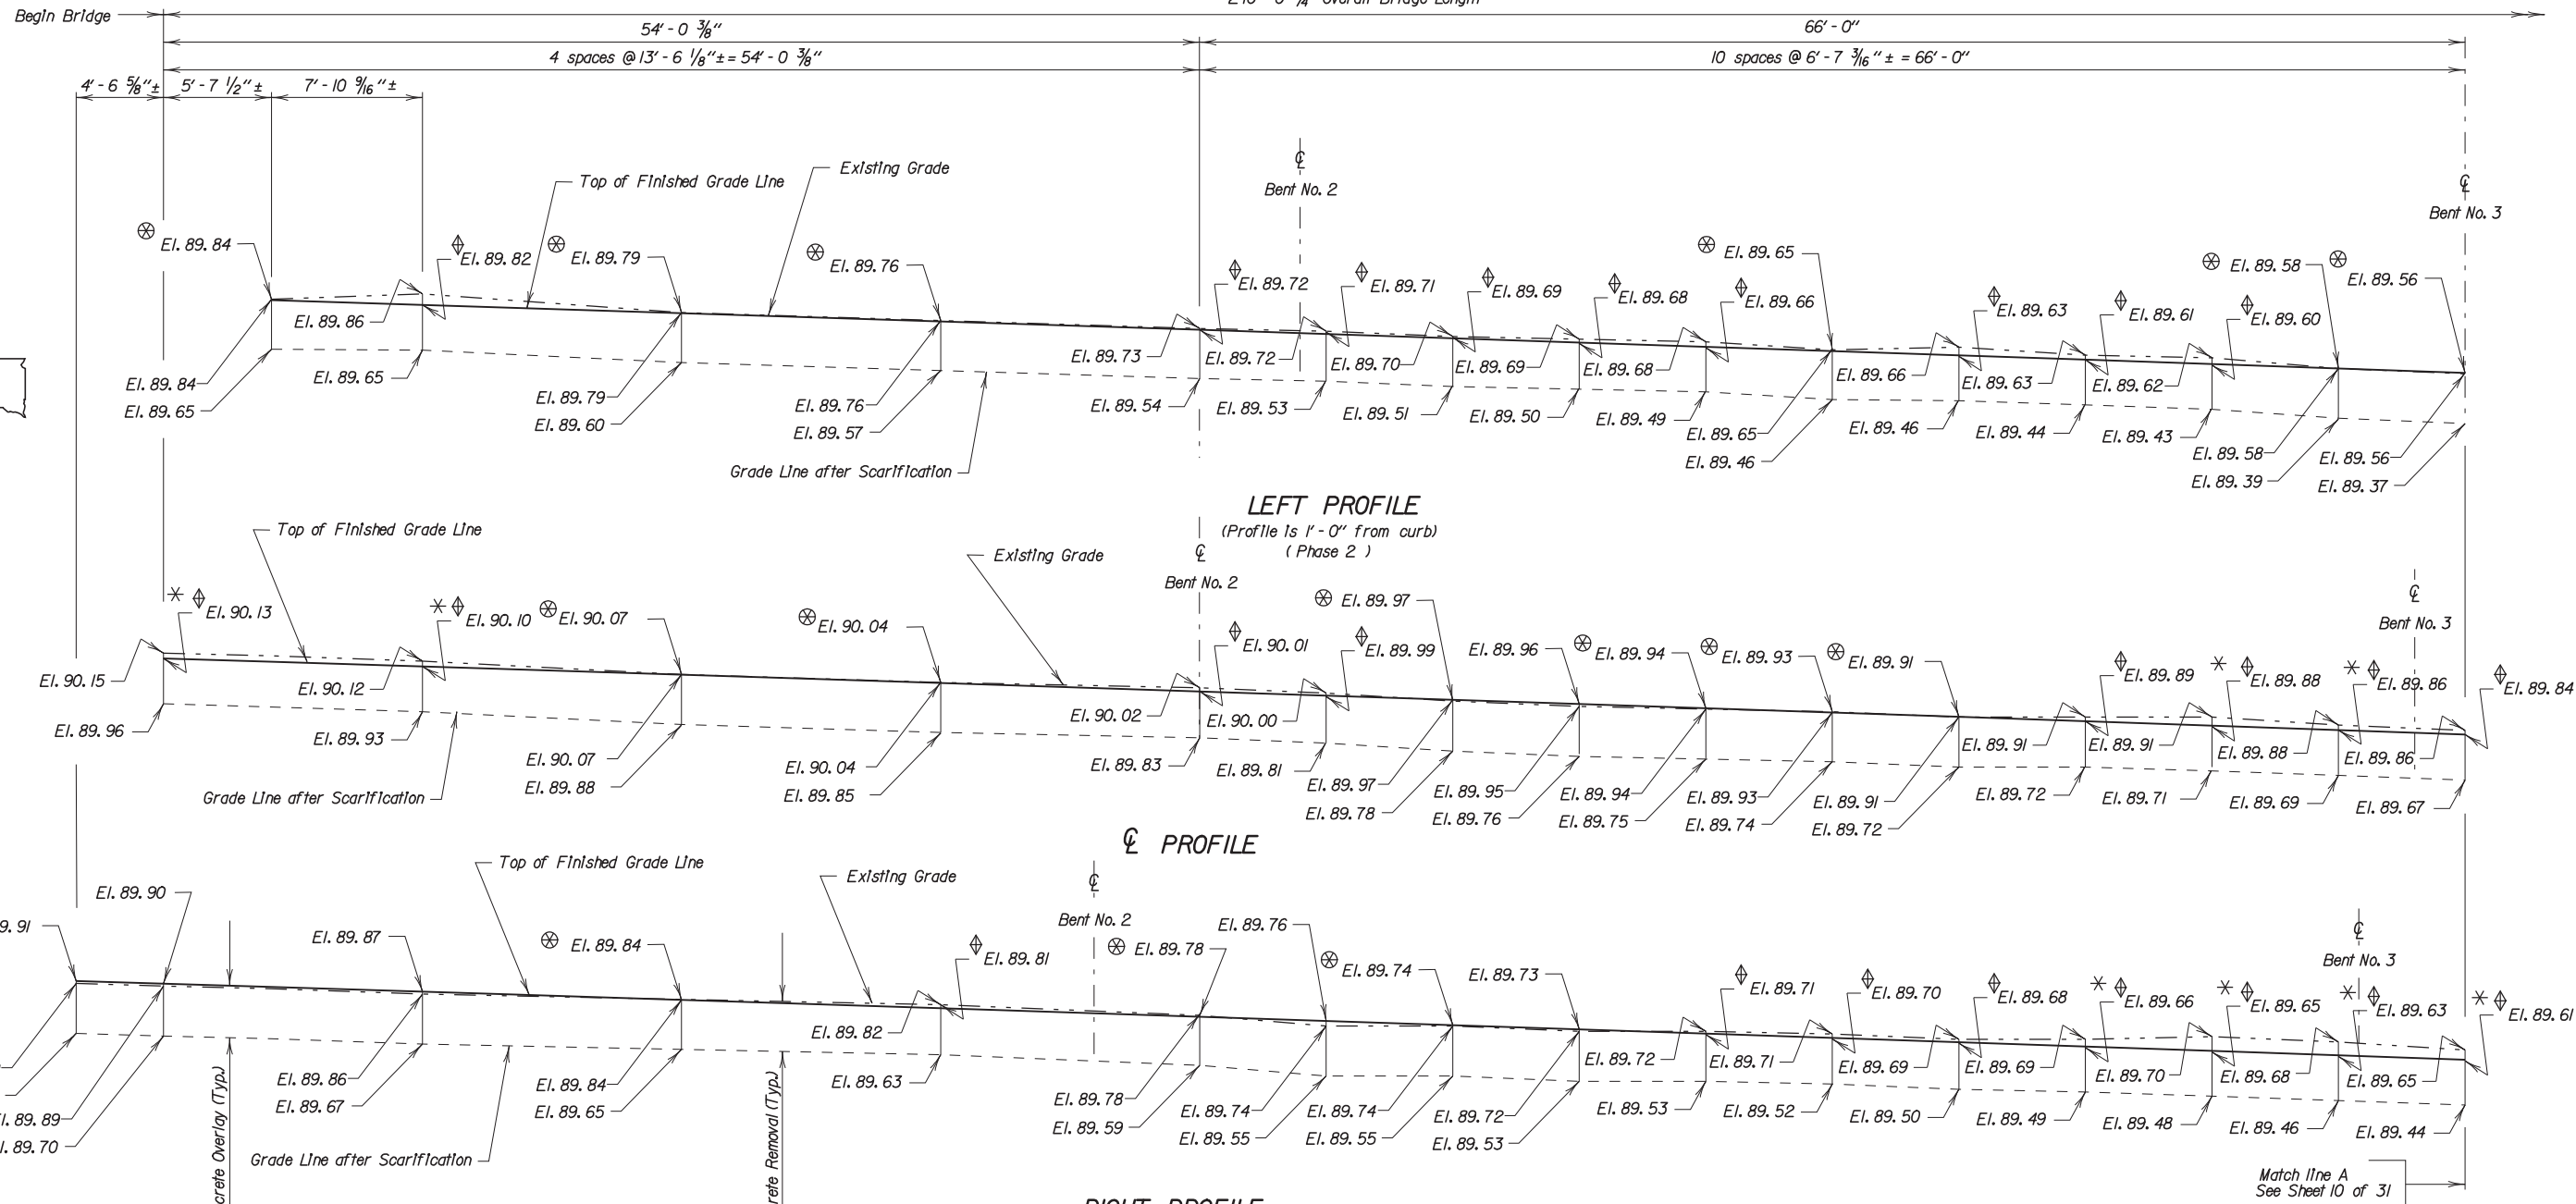 Begin Bridge
54'- 0 3/8"
66'- 0"
4 spaces @ 13'- 6 1/8"± = 54'- 0 3/8"
10 spaces @ 6'- 7 3/16" ± = 66'- 0"
4'- 6 5/8"± 5'- 7 1/2"± 7'- 10 9/16"±
Top of Finished Grade Line
Existing Grade
℄
Bent No. 2
℄
Bent No. 3
El. 89.84
El. 89.82
El. 89.79
El. 89.76
El. 89.72
El. 89.71
El. 89.69
El. 89.68
El. 89.66
El. 89.65
El. 89.63
El. 89.61
El. 89.60
El. 89.58
El. 89.56
El. 89.84
El. 89.65
El. 89.86
El. 89.65
El. 89.79
El. 89.60
El. 89.76
El. 89.57
El. 89.73
El. 89.54
El. 89.72
El. 89.53
El. 89.70
El. 89.51
El. 89.69
El. 89.50
El. 89.68
El. 89.49
El. 89.65
El. 89.46
El. 89.66
El. 89.46
El. 89.63
El. 89.44
El. 89.62
El. 89.43
El. 89.58
El. 89.39
El. 89.56
El. 89.37
Grade Line after Scarification
LEFT PROFILE
(Profile is 1'- 0" from curb)
( Phase 2 )
Top of Finished Grade Line
Existing Grade
℄
Bent No. 2
℄
Bent No. 3
El. 90.13
El. 90.10
El. 90.07
El. 90.04
El. 90.01
El. 89.99
El. 89.97
El. 89.96
El. 89.94
El. 89.93
El. 89.91
El. 89.89
El. 89.88
El. 89.86
El. 89.84
El. 90.15
El. 89.96
El. 90.12
El. 89.93
El. 90.07
El. 89.88
El. 90.04
El. 89.85
El. 90.02
El. 89.83
El. 90.00
El. 89.81
El. 89.97
El. 89.78
El. 89.95
El. 89.76
El. 89.94
El. 89.75
El. 89.93
El. 89.74
El. 89.91
El. 89.72
El. 89.91
El. 89.72
El. 89.91
El. 89.71
El. 89.88
El. 89.69
El. 89.86
El. 89.67
Grade Line after Scarification
℄ PROFILE
Top of Finished Grade Line
Existing Grade
℄
Bent No. 2
℄
Bent No. 3
9.91
El. 89.90
El. 89.87
El. 89.84
El. 89.81
El. 89.78
El. 89.76
El. 89.74
El. 89.73
El. 89.71
El. 89.70
El. 89.68
El. 89.66
El. 89.65
El. 89.63
El. 89.61
El. 89.89
El. 89.70
El. 89.86
El. 89.67
El. 89.84
El. 89.65
El. 89.82
El. 89.63
El. 89.78
El. 89.59
El. 89.74
El. 89.55
El. 89.74
El. 89.55
El. 89.72
El. 89.53
El. 89.72
El. 89.53
El. 89.71
El. 89.52
El. 89.69
El. 89.50
El. 89.69
El. 89.49
El. 89.70
El. 89.48
El. 89.68
El. 89.46
El. 89.65
El. 89.44
crete Overlay (Typ.)
crete Removal (Typ.)
Grade Line after Scarification
Match line A
See Sheet 10 of 31